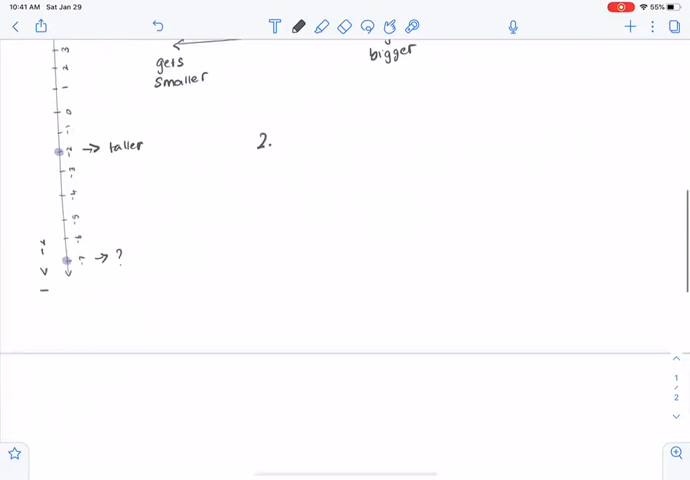 10:41 AM Sat Jan 29
55%
3
gets
smaller
bigger
2
1
0
-1
-2 → taller
2.
-3
-4
-5
-6
-7 → ?
1
/
2